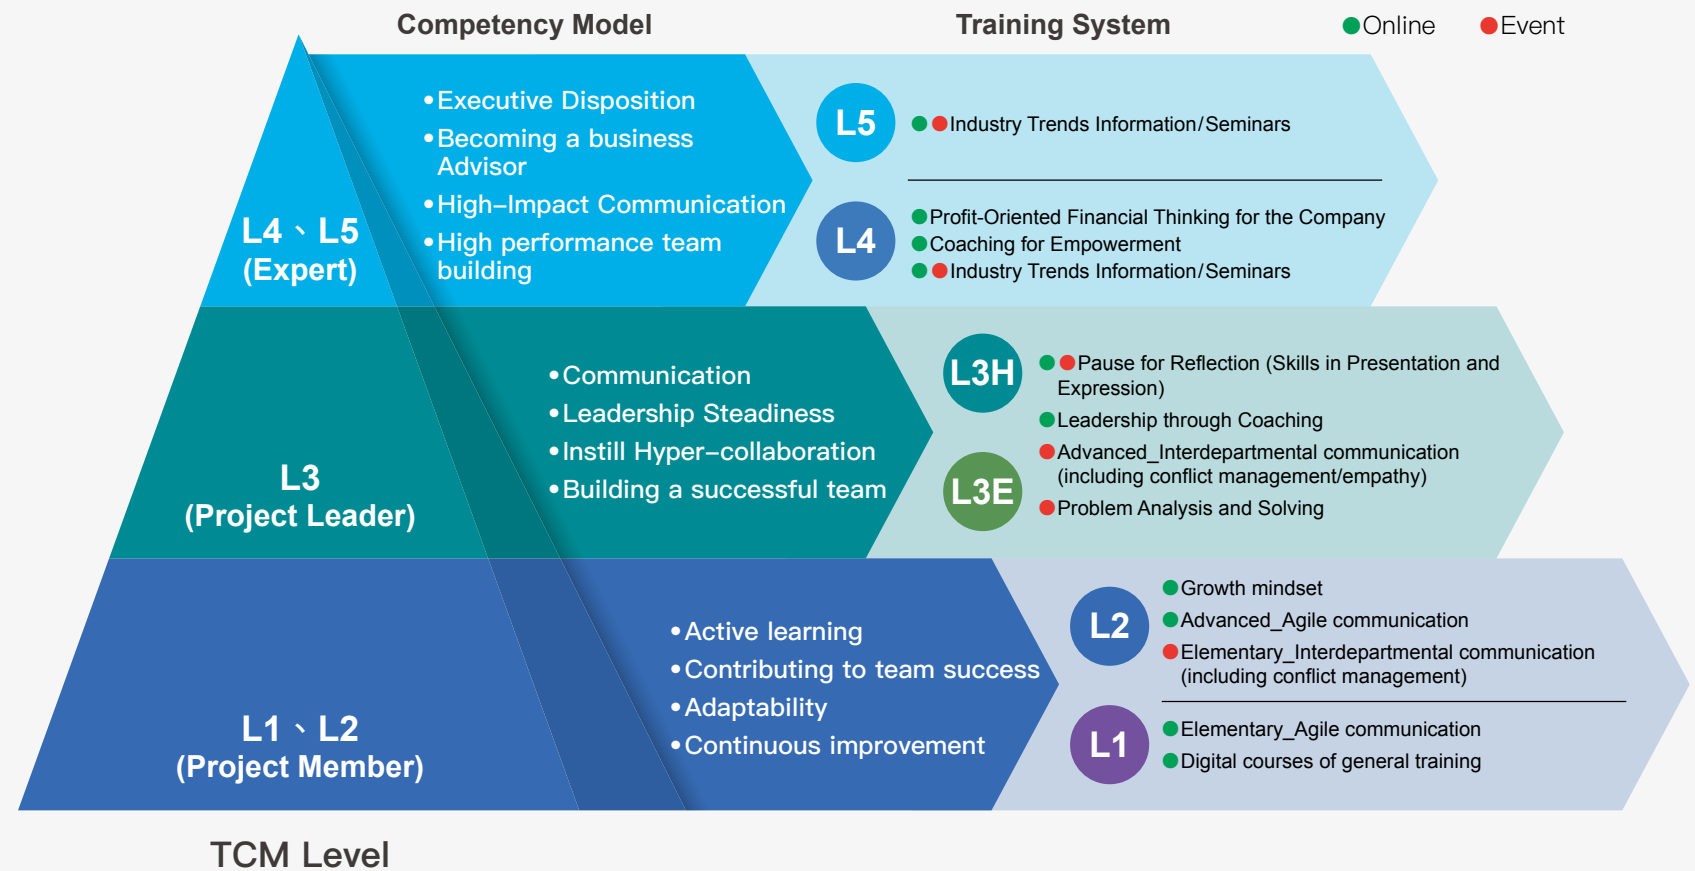 Competency Model
Training System
●Online
●Event
L4、L5
(Expert)
•Executive Disposition
•Becoming a business
Advisor
•High-Impact Communication
•High performance team
building
L5
●●Industry Trends Information/Seminars
L4
●Profit-Oriented Financial Thinking for the Company
●Coaching for Empowerment
●●Industry Trends Information/Seminars
L3
(Project Leader)
•Communication
•Leadership Steadiness
•Instill Hyper-collaboration
•Building a successful team
L3H
●●Pause for Reflection (Skills in Presentation and
Expression)
●Leadership through Coaching
L3E
●Advanced_Interdepartmental communication
(including conflict management/empathy)
●Problem Analysis and Solving
L1、L2
(Project Member)
•Active learning
•Contributing to team success
•Adaptability
•Continuous improvement
L2
●Growth mindset
●Advanced_Agile communication
●Elementary_Interdepartmental communication
(including conflict management)
L1
●Elementary_Agile communication
●Digital courses of general training
TCM Level